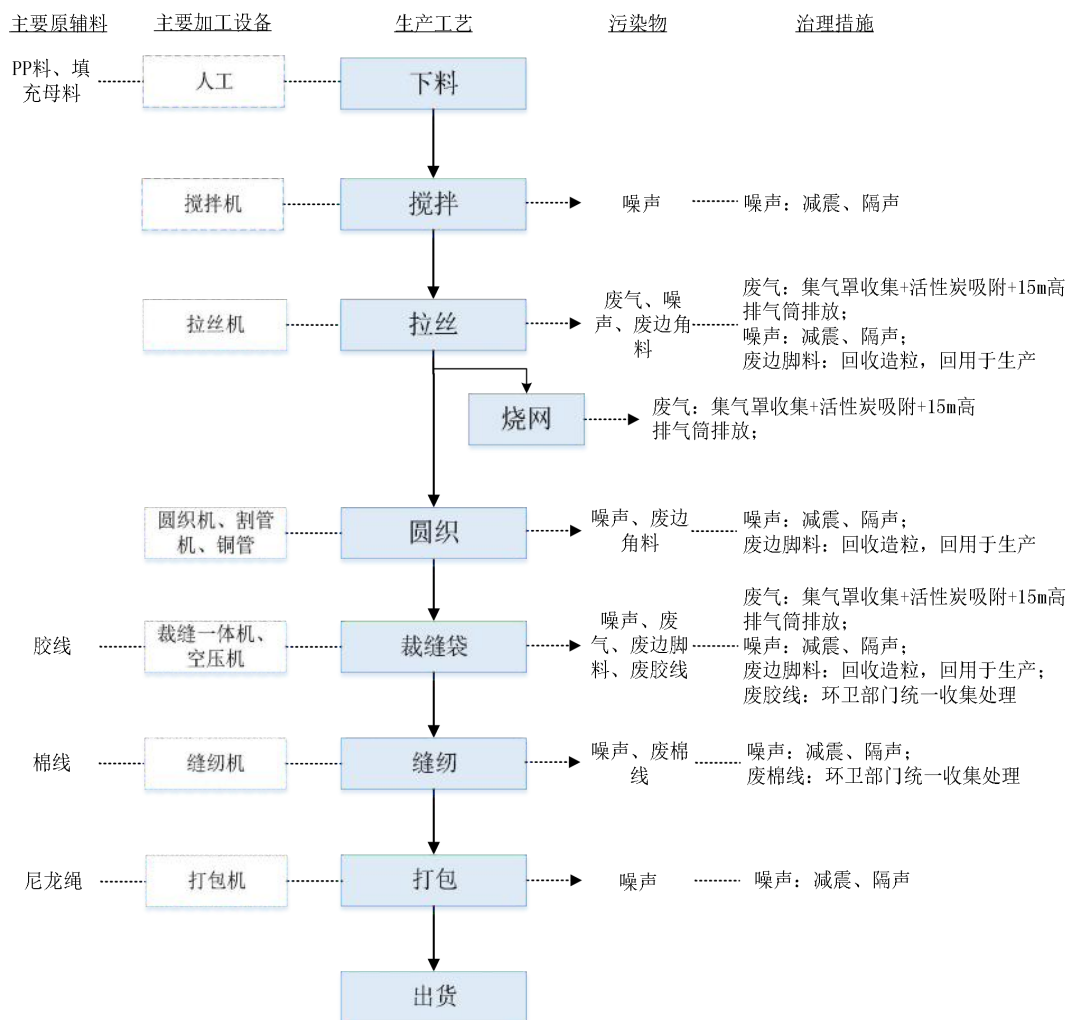 主要原辅料
主要加工设备
生产工艺
污染物
治理措施
PP料、填
充母料
人工
下料
搅拌机
搅拌
噪声
噪声：减震、隔声
拉丝机
拉丝
废气、噪
声、废边角
料
废气：集气罩收集+活性炭吸附+15m高
排气筒排放；
噪声：减震、隔声；
废边脚料：回收造粒，回用于生产
烧网
废气：集气罩收集+活性炭吸附+15m高
排气筒排放；
圆织机、割管
机、铜管
圆织
噪声、废边
角料
噪声：减震、隔声；
废边脚料：回收造粒，回用于生产
胶线
裁缝一体机、
空压机
裁缝袋
噪声、废
气、废边脚
料、废胶线
废气：集气罩收集+活性炭吸附+15m高
排气筒排放；
噪声：减震、隔声；
废边脚料：回收造粒，回用于生产；
废胶线：环卫部门统一收集处理
棉线
缝纫机
缝纫
噪声、废棉
线
噪声：减震、隔声；
废棉线：环卫部门统一收集处理
尼龙绳
打包机
打包
噪声
噪声：减震、隔声
出货